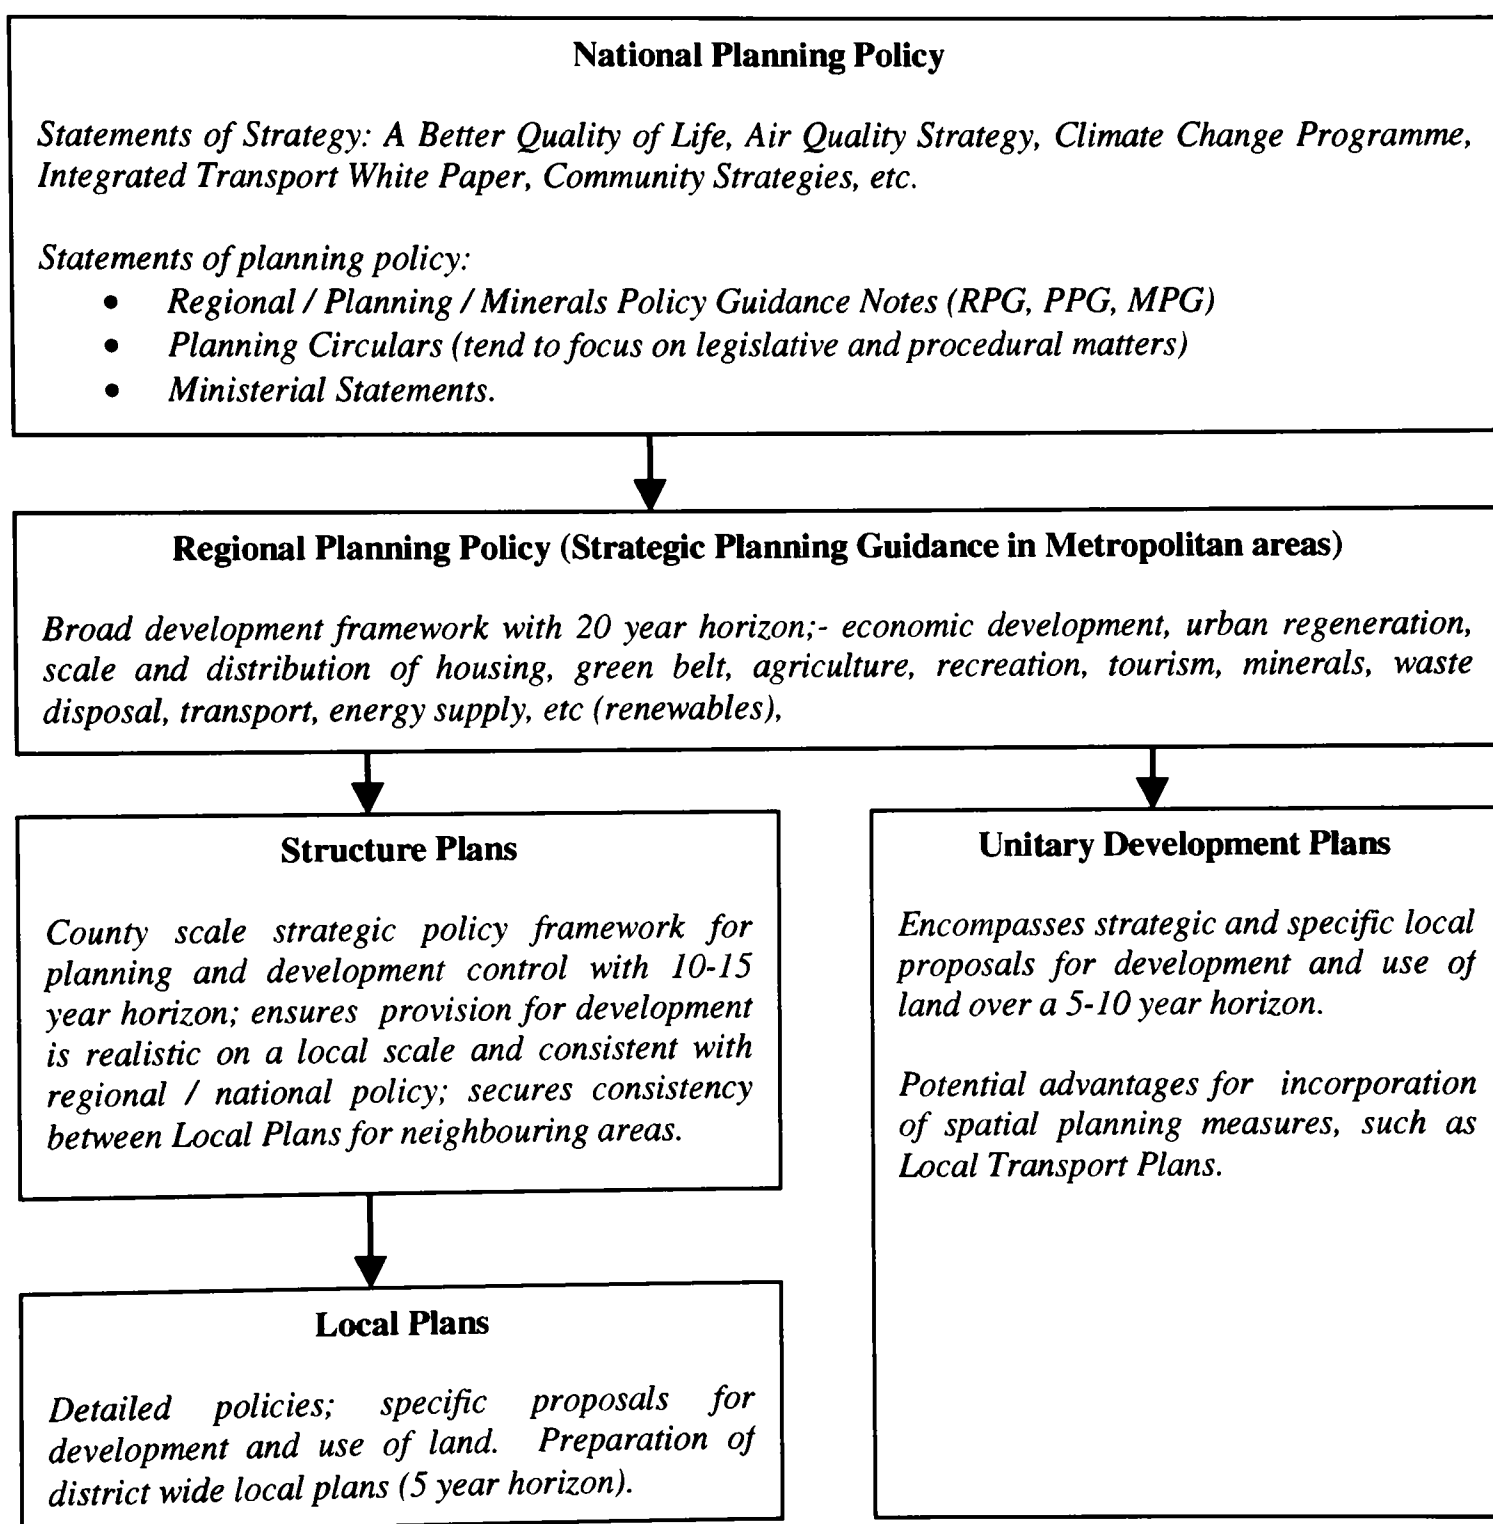 National Planning Policy
Statements of Strategy: A Better Quality of Life, Air Quality Strategy, Climate Change Programme,
Integrated Transport White Paper, Community Strategies, etc.
Statements of planning policy:
• Regional / Planning / Minerals Policy Guidance Notes (RPG, PPG, MPG)
• Planning Circulars (tend to focus on legislative and procedural matters)
• Ministerial Statements.
Regional Planning Policy (Strategic Planning Guidance in Metropolitan areas)
Broad development framework with 20 year horizon;- economic development, urban regeneration,
scale and distribution of housing, green belt, agriculture, recreation, tourism, minerals, waste
disposal, transport, energy supply, etc (renewables),
Structure Plans
County scale strategic policy framework for
planning and development control with 10-15
year horizon; ensures provision for development
is realistic on a local scale and consistent with
regional / national policy; secures consistency
between Local Plans for neighbouring areas.
Unitary Development Plans
Encompasses strategic and specific local
proposals for development and use of
land over a 5-10 year horizon.
Potential advantages for incorporation
of spatial planning measures, such as
Local Transport Plans.
Local Plans
Detailed policies; specific proposals for
development and use of land. Preparation of
district wide local plans (5 year horizon).